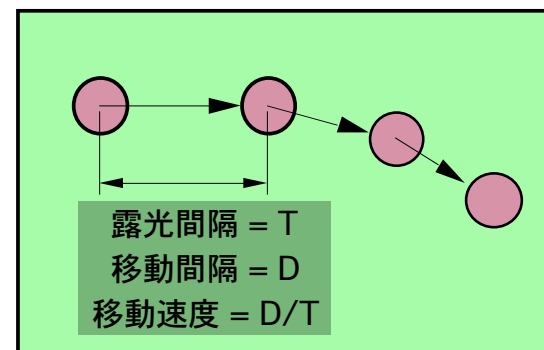 露光間隔 = T
移動間隔 = D
移動速度 = D/T